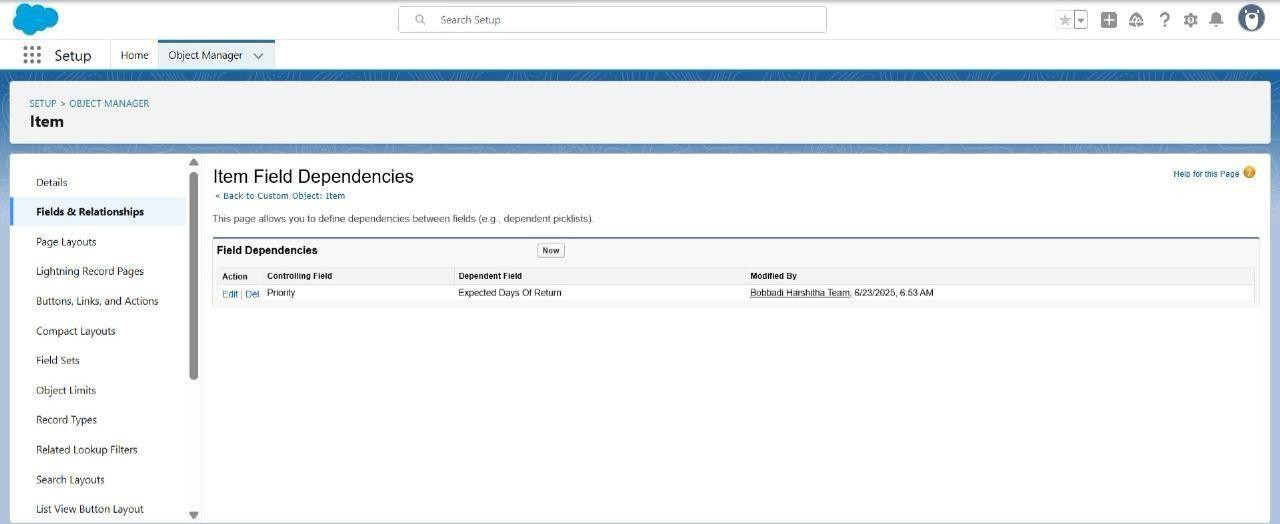 Search Setup
Setup
Home
Object Manager
SETUP > OBJECT MANAGER
Item
Details
Fields & Relationships
Page Layouts
Lightning Record Pages
Buttons, Links, and Actions
Compact Layouts
Field Sets
Object Limits
Record Types
Related Lookup Filters
Search Layouts
List View Button Layout
Item Field Dependencies
Help for this Page ?
« Back to Custom Object: Item
This page allows you to define dependencies between fields (e.g., dependent picklists).
Field Dependencies New
Action Controlling Field Dependent Field Modified By
Edit | Del Priority Expected Days Of Return Bobbadi Harshitha Team, 6/23/2025, 6:53 AM